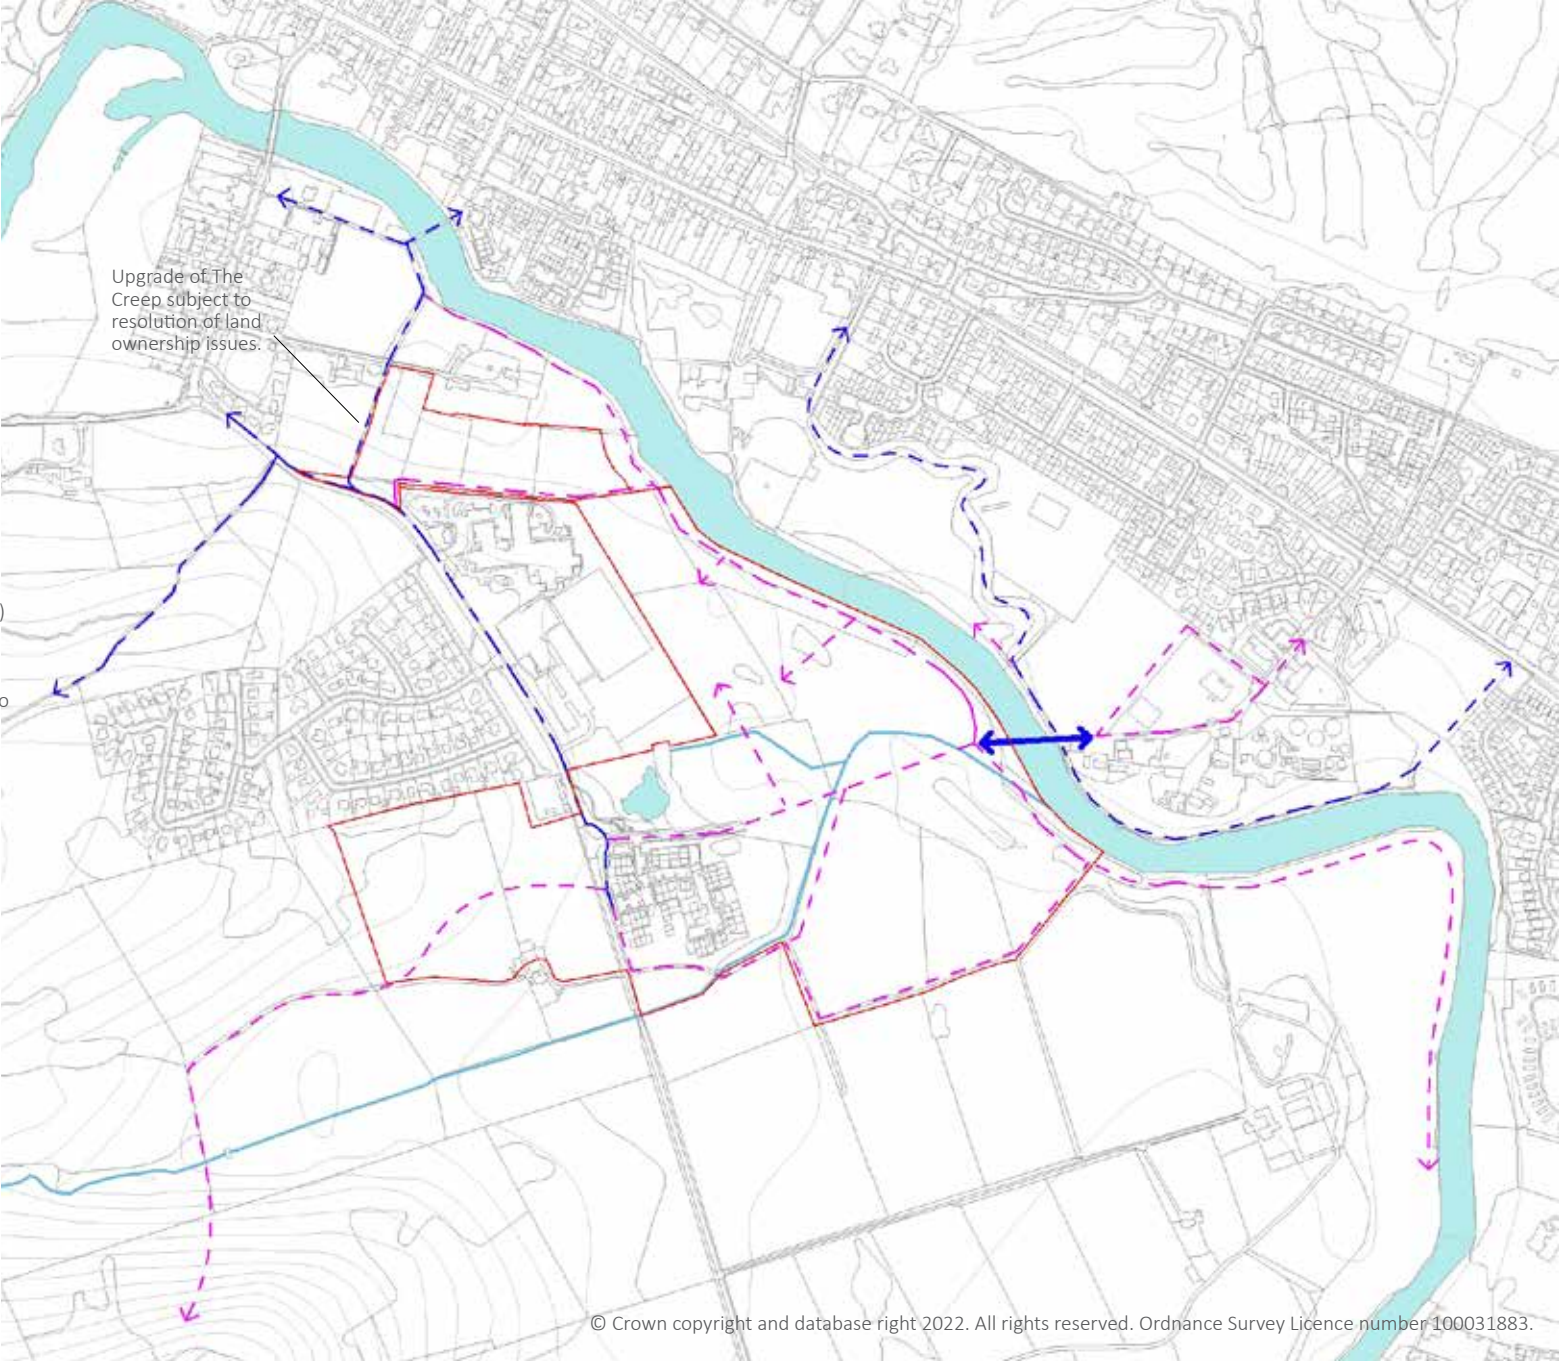 Upgrade of The
Creep subject to
resolution of land
ownership issues.
)
o
© Crown copyright and database right 2022. All rights reserved. Ordnance Survey Licence number 100031883.